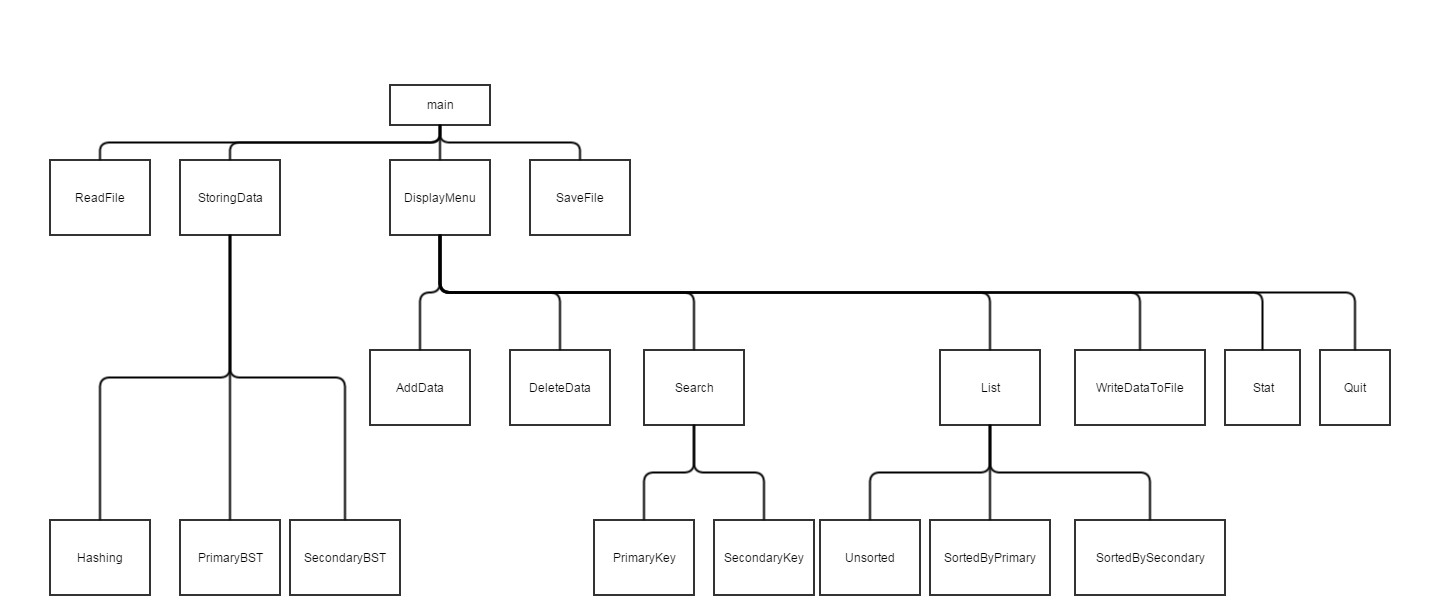 main
ReadFile
StoringData
DisplayMenu
SaveFile
AddData
DeleteData
Search
List
WriteDataToFile
Stat
Quit
Hashing
PrimaryBST
SecondaryBST
PrimaryKey
SecondaryKey
Unsorted
SortedByPrimary
SortedBySecondary